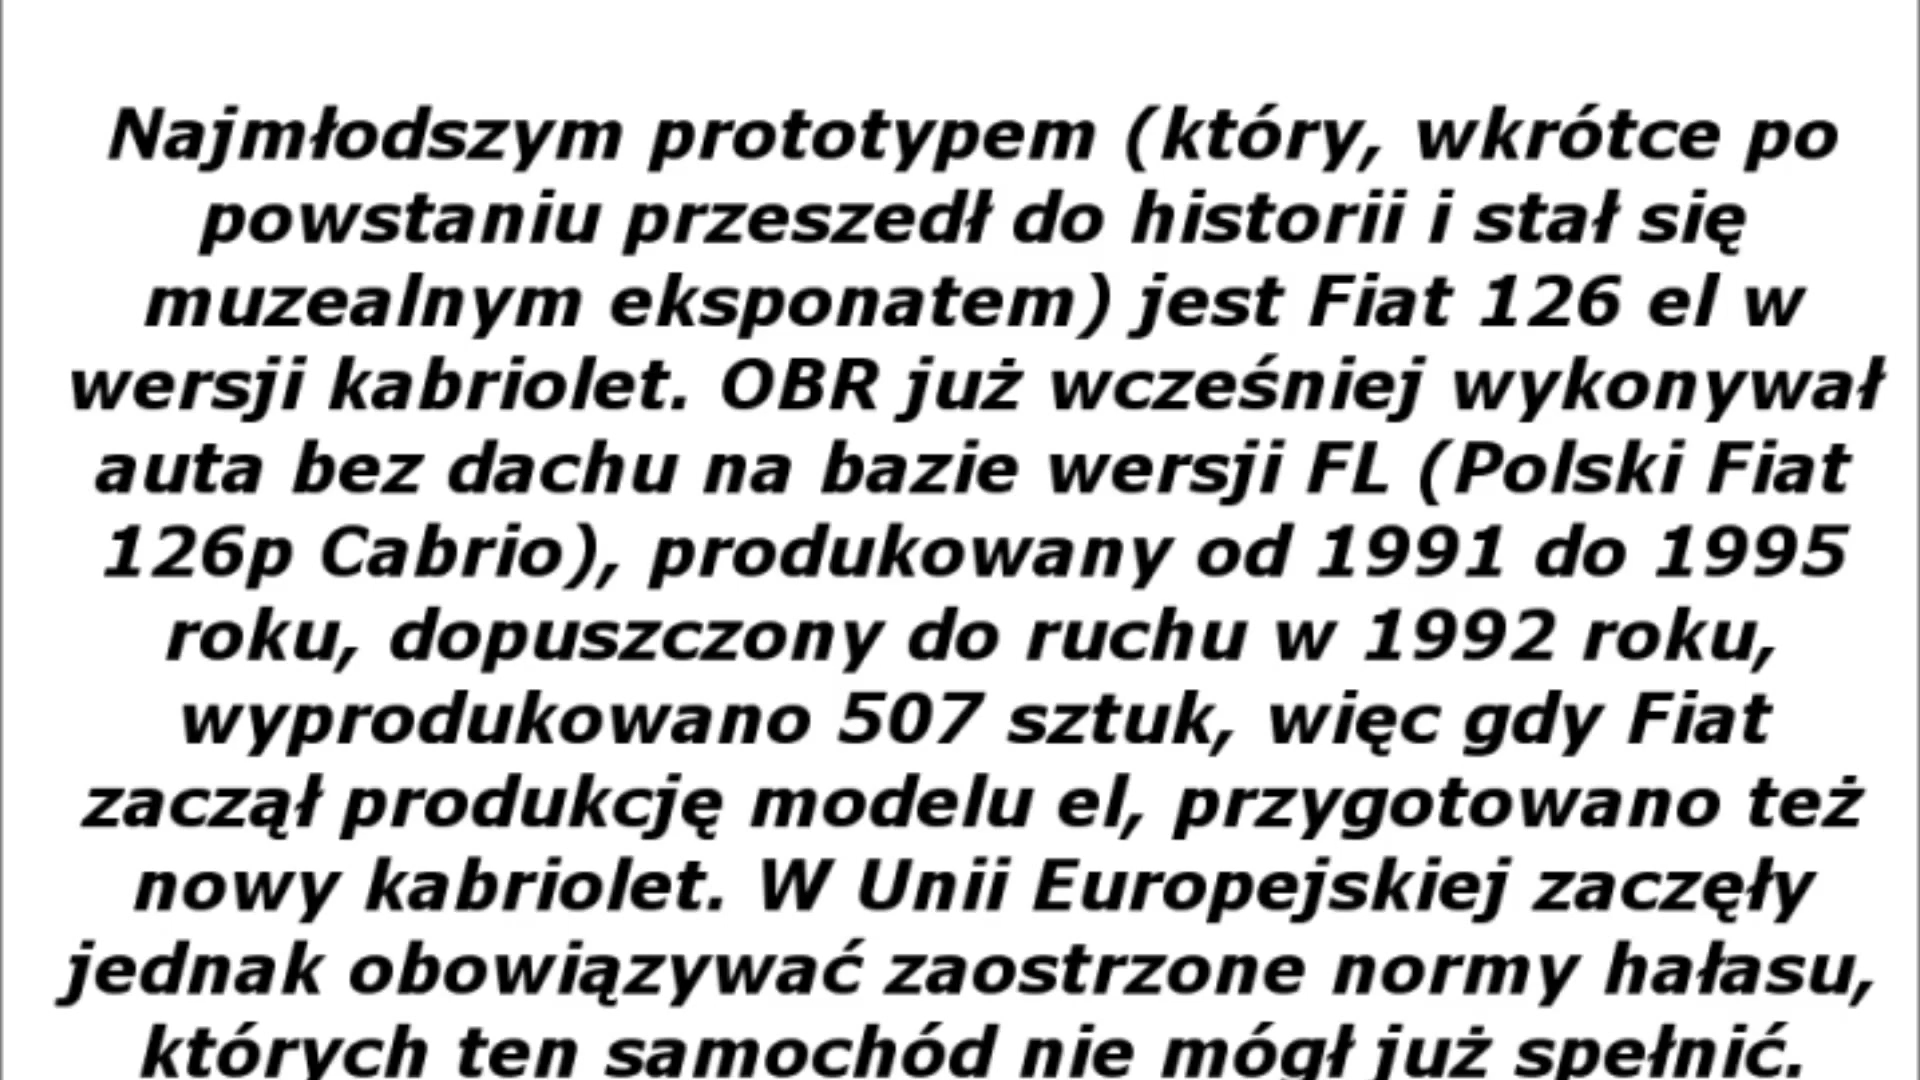 Najmłodszym prototypem (który, wkrótce po
powstaniu przeszedł do historii i stał się
muzealnym eksponatem) jest Fiat 126 el w
wersji kabriolet. OBR już wcześniej wykonywał
auta bez dachu na bazie wersji FL (Polski Fiat
126p Cabrio), produkowany od 1991 do 1995
roku, dopuszczony do ruchu w 1992 roku,
wyprodukowano 507 sztuk, więc gdy Fiat
zaczął produkcję modelu el, przygotowano też
nowy kabriolet. W Unii Europejskiej zaczęły
jednak obowiązywać zaostrzone normy hałasu,
których ten samochód nie mógł już spełnić.